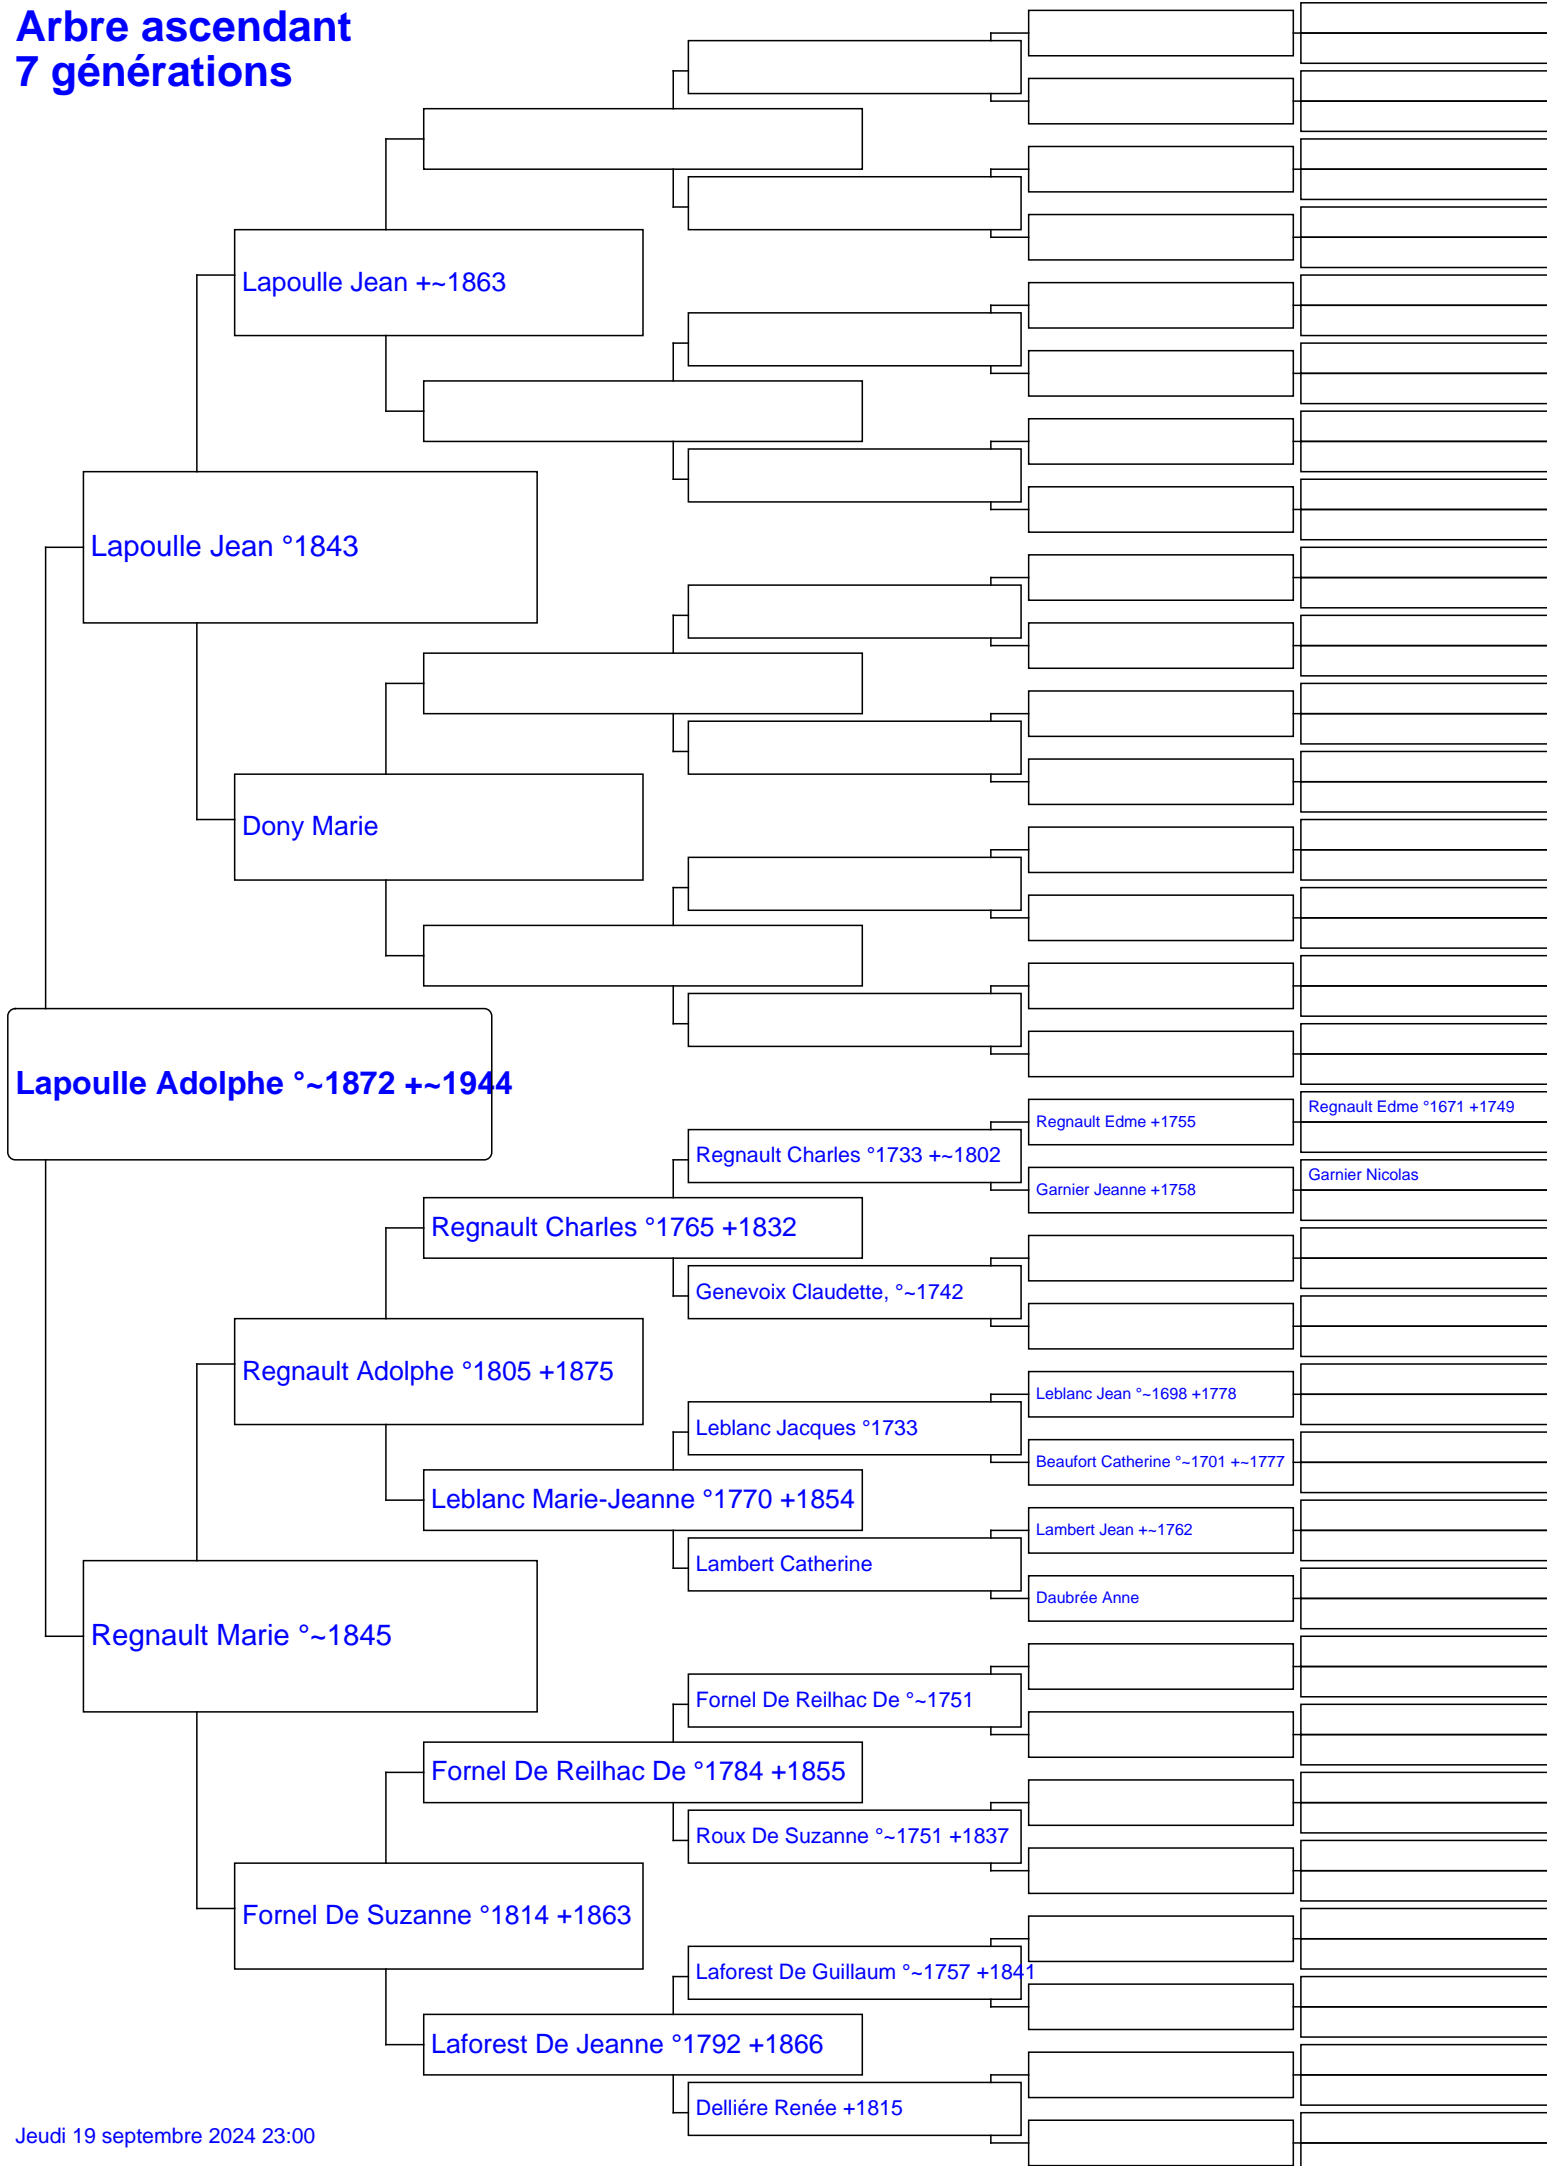 Arbre ascendant
7 générations
Lapoulle Jean +~1863
Lapoulle Jean °1843
Dony Marie
Lapoulle Adolphe °~1872 +~1944
Regnault Edme °1671 +1749
Regnault Edme +1755
Regnault Charles °1733 +~1802
Garnier Nicolas
Garnier Jeanne +1758
Regnault Charles °1765 +1832
Genevoix Claudette, °~1742
Regnault Adolphe °1805 +1875
Leblanc Jean °~1698 +1778
Leblanc Jacques °1733
Beaufort Catherine °~1701 +~1777
Leblanc Marie-Jeanne °1770 +1854
Lambert Jean +~1762
Lambert Catherine
Daubrée Anne
Regnault Marie °~1845
Fornel De Reilhac De °~1751
Fornel De Reilhac De °1784 +1855
Roux De Suzanne °~1751 +1837
Fornel De Suzanne °1814 +1863
Laforest De Guillaum °~1757 +1841
Laforest De Jeanne °1792 +1866
Delliére Renée +1815
Jeudi 19 septembre 2024 23:00